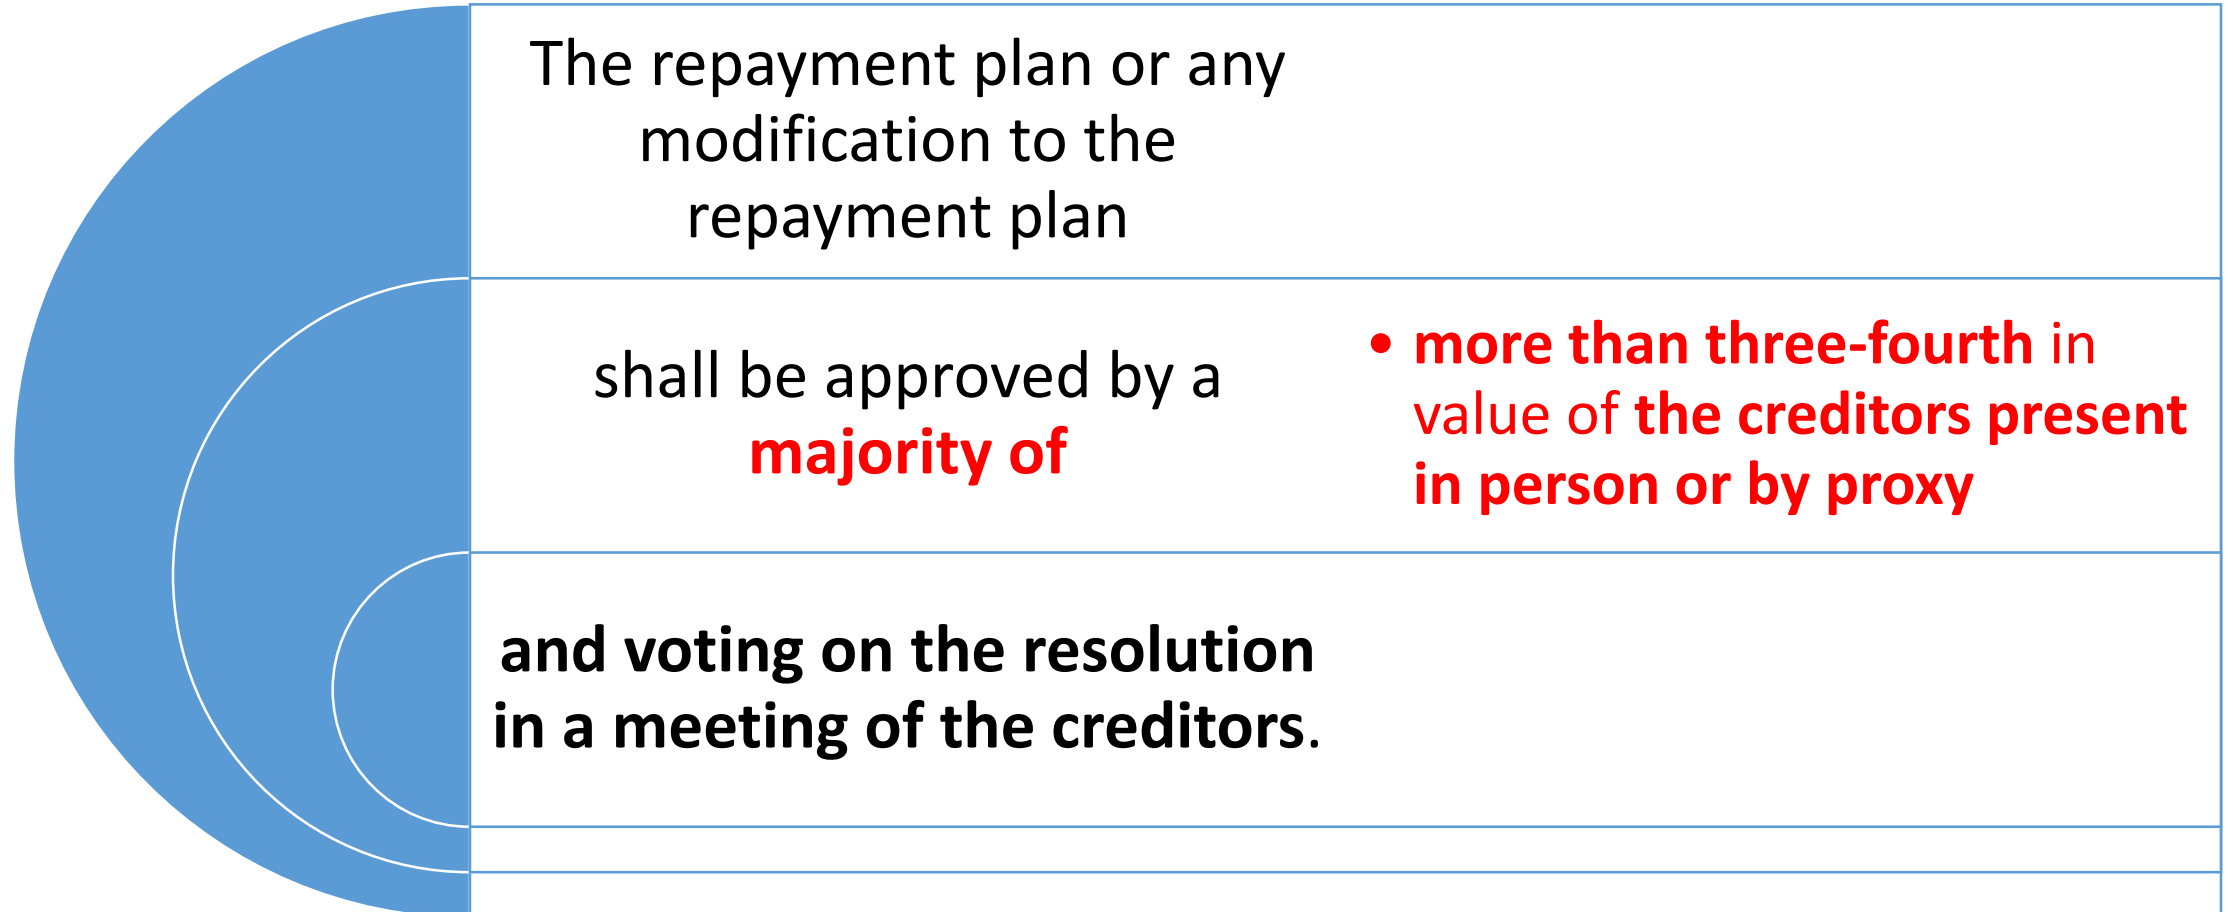 The repayment plan or any
modification to the
repayment plan
shall be approved by a
majority of
• more than three-fourth in
value of the creditors present
in person or by proxy
and voting on the resolution
in a meeting of the creditors.